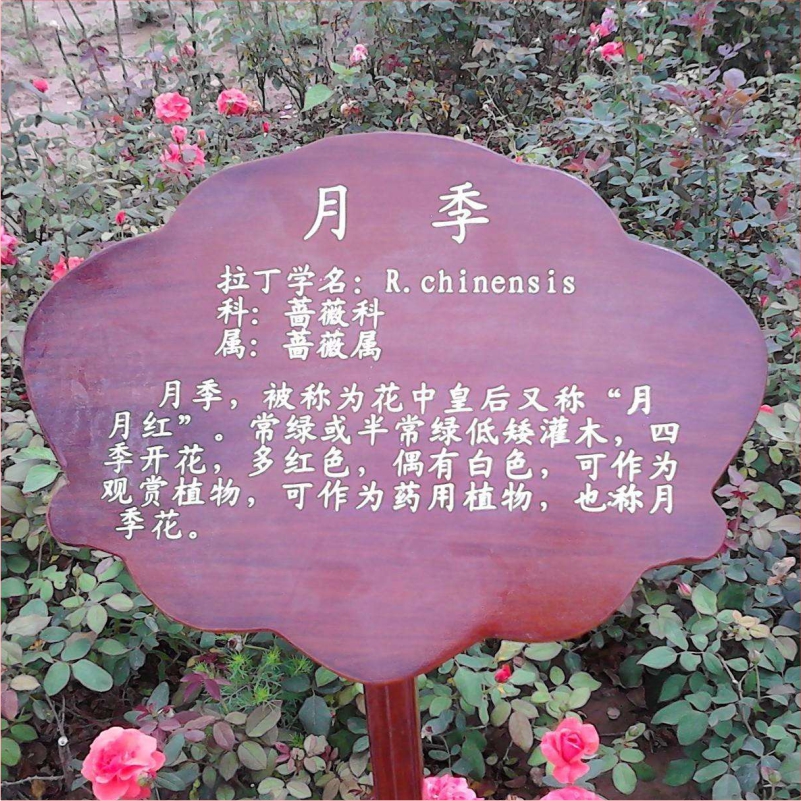 月 季
拉丁学名：R.chinensis
科：蔷薇科
属：蔷薇属
月季，被称为花中皇后又称“月
月红”。常绿或半常绿低矮灌木，四
季开花，多红色，偶有白色，可作为
观赏植物，可作为药用植物，也称月
季花。